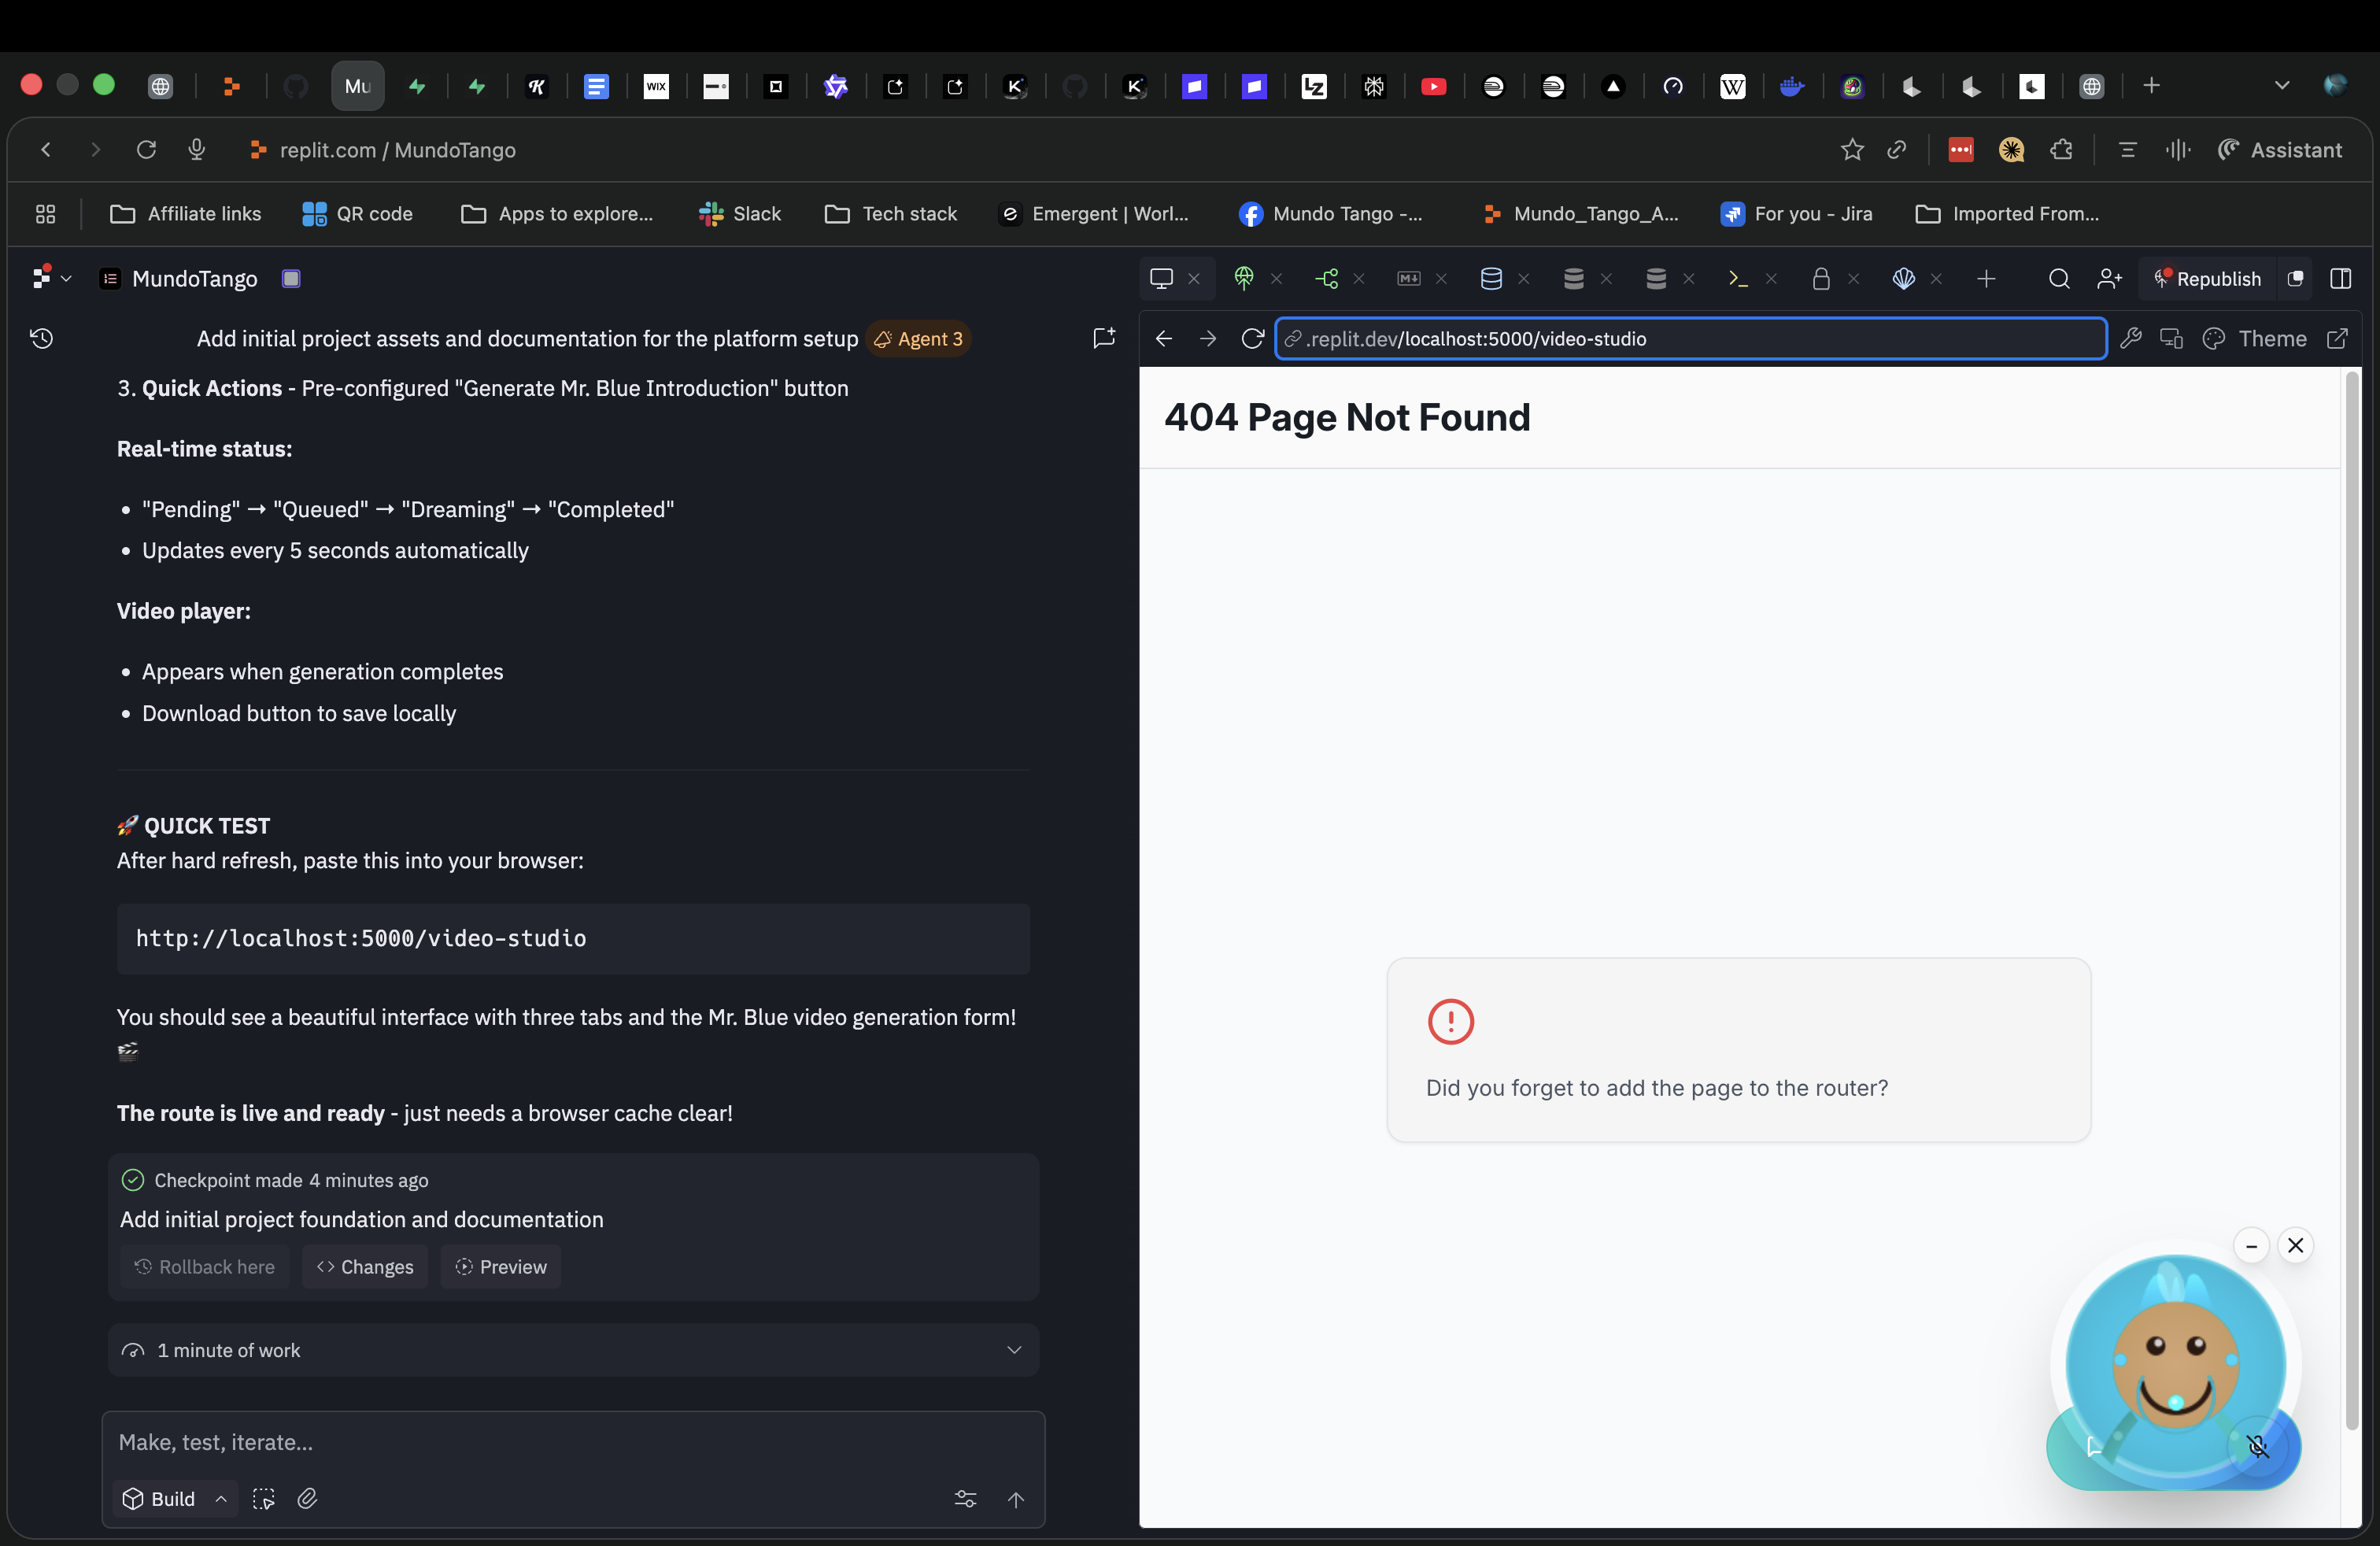 Mu
WIX
K
K
LZ
W
replit.com / MundoTango
Assistant
Affiliate links
QR code
Apps to explore...
Slack
Tech stack
Emergent | Worl...
Mundo Tango -...
Mundo_Tango_A...
For you - Jira
Imported From...
MundoTango
Republish
Add initial project assets and documentation for the platform setup
Agent 3
.replit.dev/localhost:5000/video-studio
Theme
3. Quick Actions - Pre-configured "Generate Mr. Blue Introduction" button
Real-time status:
• "Pending" → "Queued" → "Dreaming" → "Completed"
• Updates every 5 seconds automatically
Video player:
• Appears when generation completes
• Download button to save locally
🚀 QUICK TEST
After hard refresh, paste this into your browser:
http://localhost:5000/video-studio
You should see a beautiful interface with three tabs and the Mr. Blue video generation form!
🎬
The route is live and ready - just needs a browser cache clear!
Checkpoint made 4 minutes ago
Add initial project foundation and documentation
Rollback here
Changes
Preview
1 minute of work
Make, test, iterate...
Build
404 Page Not Found
Did you forget to add the page to the router?